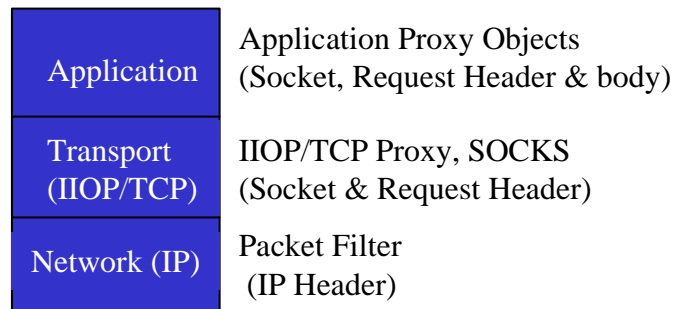 Application
Application Proxy Objects
(Socket, Request Header & body)
Transport
(IIOP/TCP)
IIOP/TCP Proxy, SOCKS
(Socket & Request Header)
Network (IP)
Packet Filter
(IP Header)